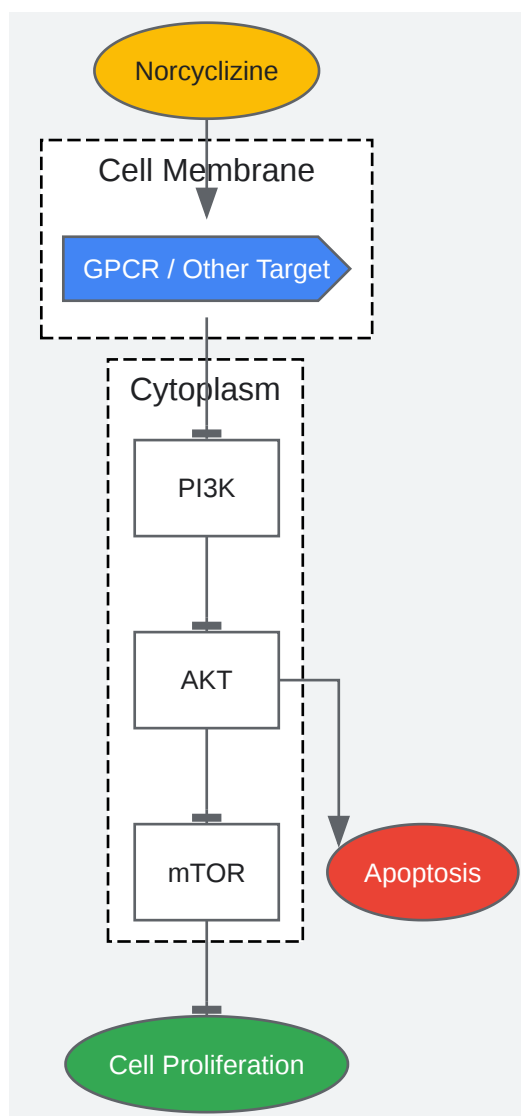 Norcyclizine
Cell Membrane
GPCR / Other Target
Cytoplasm
PI3K
AKT
mTOR
Apoptosis
Cell Proliferation